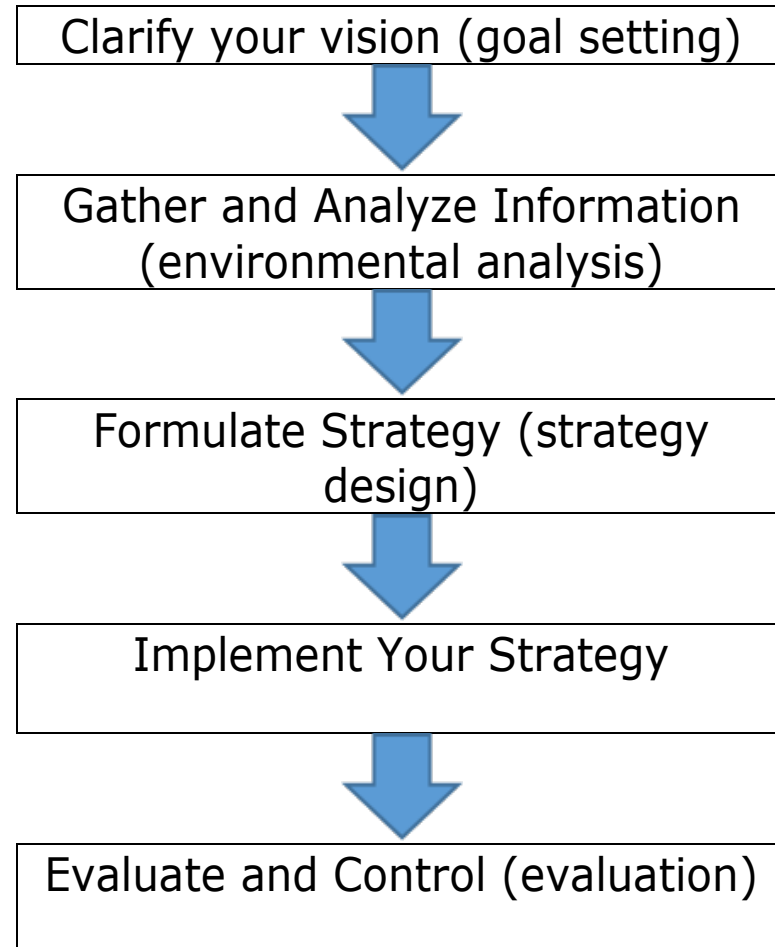 Clarify your vision (goal setting)
Gather and Analyze Information
(environmental analysis)
Formulate Strategy (strategy
design)
Implement Your Strategy
Evaluate and Control (evaluation)